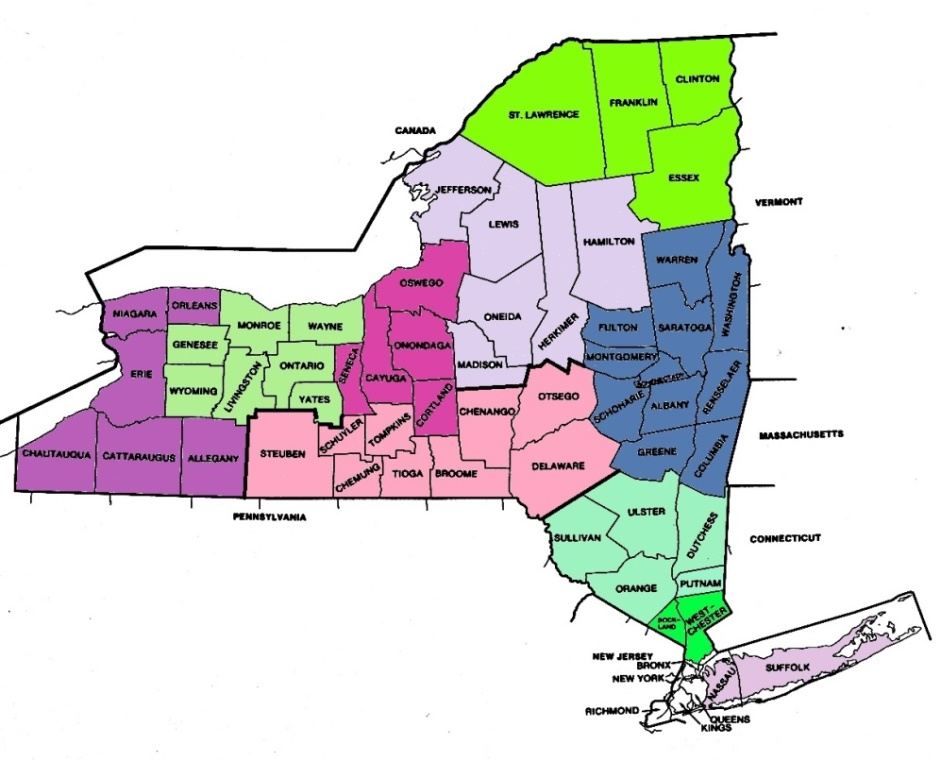 CLINTON
FRANKLIN
ST. LAWRENCE
CANADA
ESSEX
JEFFERSON
VERMONT
LEWIS
HAMILTON
WARREN
OSWEGO
WASHINGTON
ORLEANS
NIAGARA
ONEIDA
HERKIMER
MONROE
WAYNE
FULTON
SARATOGA
GENESEE
ONONDAGA
MONTGOMERY
ONTARIO
SENECA
MADISON
ERIE
CAYUGA
LIVINGSTON
WYOMING
YATES
CORTLAND
OTSEGO
SCHOHARIE
ALBANY
RENSSELAER
CHENANGO
SCHUYLER
TOMPKINS
MASSACHUSETTS
CHAUTAUQUA
CATTARAUGUS
ALLEGANY
STEUBEN
GREENE
COLUMBIA
CHEMUNG
TIOGA
BROOME
DELAWARE
PENNSYLVANIA
ULSTER
DUTCHESS
SULLIVAN
CONNECTICUT
ORANGE
PUTNAM
ROCK-
LAND
WEST-
CHESTER
NEW JERSEY
BRONX
SUFFOLK
NEW YORK
NASSAU
RICHMOND
QUEENS
KINGS